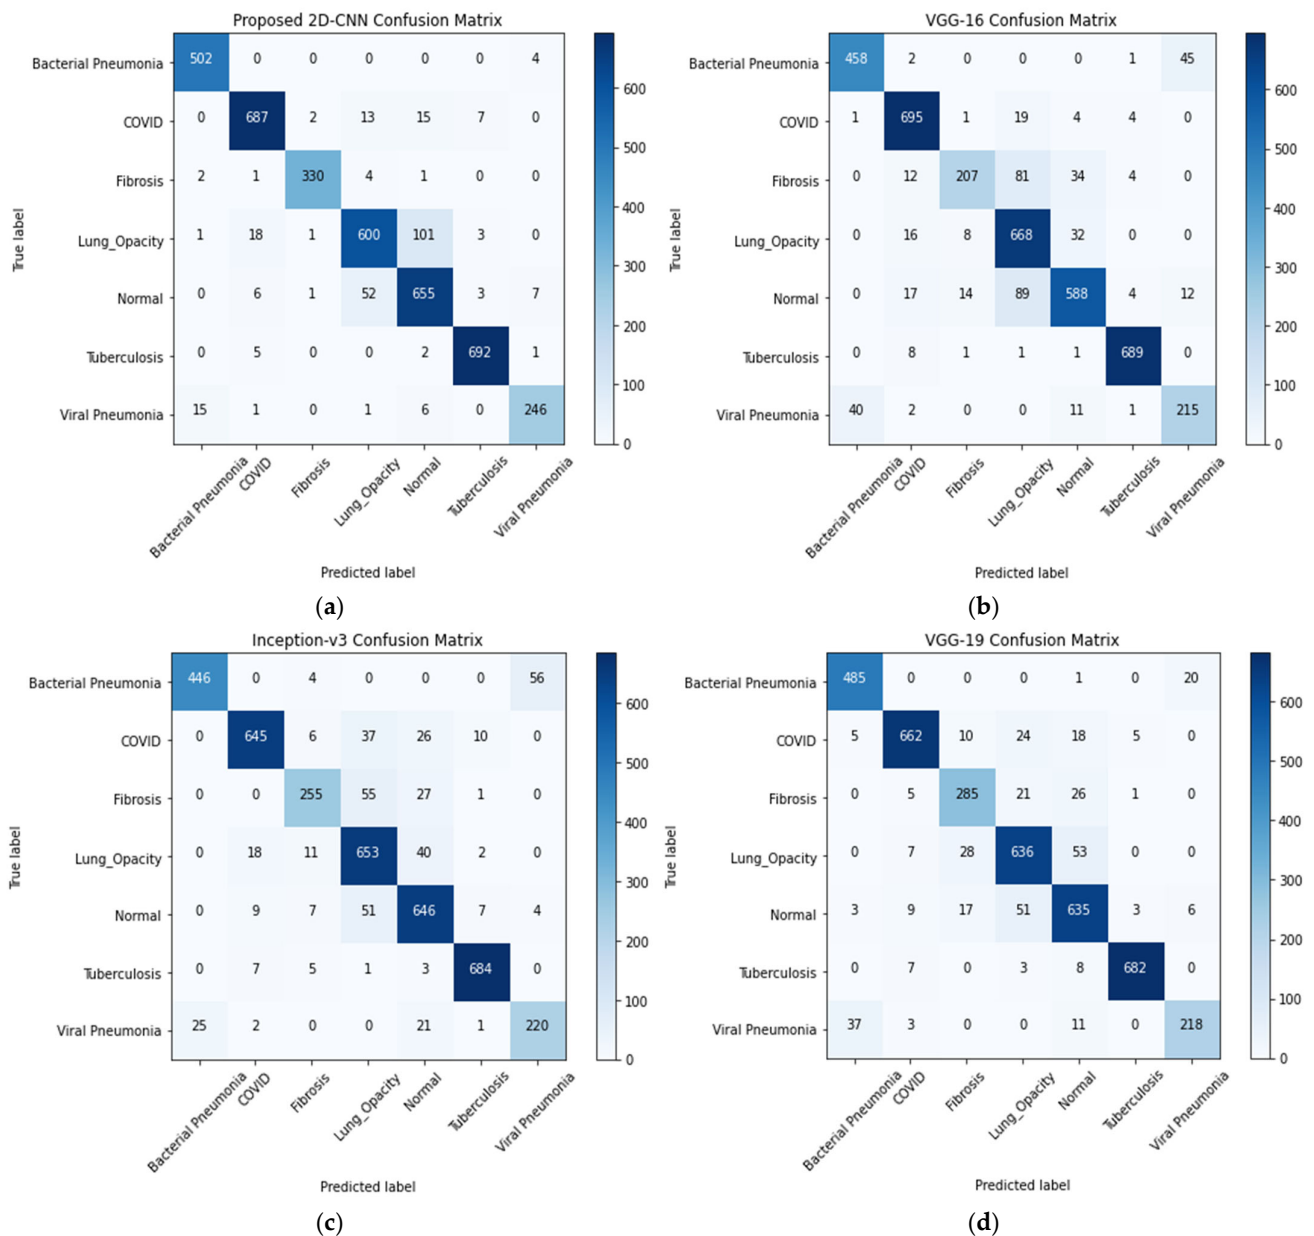 Proposed 2D-CNN Confusion Matrix
Bacterial Pneumonia 502 0 0 0 0 0 4
COVID 0 687 2 13 15 7 0
Fibrosis 2 1 330 4 1 0 0
Lung_Opacity 1 18 1 600 101 3 0
Normal 0 6 1 52 655 3 7
Tuberculosis 0 5 0 0 2 692 1
Viral Pneumonia 15 1 0 1 6 0 246
True label
Bacterial Pneumonia COVID Fibrosis Lung_Opacity Normal Tuberculosis Viral Pneumonia
Predicted label
600
500
400
300
200
100
0
(a)
VGG-16 Confusion Matrix
Bacterial Pneumonia 458 2 0 0 0 1 45
COVID 1 695 1 19 4 4 0
Fibrosis 0 12 207 81 34 4 0
Lung_Opacity 0 16 8 668 32 0 0
Normal 0 17 14 89 588 4 12
Tuberculosis 0 8 1 1 1 689 0
Viral Pneumonia 40 2 0 0 11 1 215
True label
Bacterial Pneumonia COVID Fibrosis Lung_Opacity Normal Tuberculosis Viral Pneumonia
Predicted label
600
500
400
300
200
100
0
(b)
Inception-v3 Confusion Matrix
Bacterial Pneumonia 446 0 4 0 0 0 56
COVID 0 645 6 37 26 10 0
Fibrosis 0 0 255 55 27 1 0
Lung_Opacity 0 18 11 653 40 2 0
Normal 0 9 7 51 646 7 4
Tuberculosis 0 7 5 1 3 684 0
Viral Pneumonia 25 2 0 0 21 1 220
True label
Bacterial Pneumonia COVID Fibrosis Lung_Opacity Normal Tuberculosis Viral Pneumonia
Predicted label
600
500
400
300
200
100
0
(c)
VGG-19 Confusion Matrix
Bacterial Pneumonia 485 0 0 0 1 0 20
COVID 5 662 10 24 18 5 0
Fibrosis 0 5 285 21 26 1 0
Lung_Opacity 0 7 28 636 53 0 0
Normal 3 9 17 51 635 3 6
Tuberculosis 0 7 0 3 8 682 0
Viral Pneumonia 37 3 0 0 11 0 218
True label
Bacterial Pneumonia COVID Fibrosis Lung_Opacity Normal Tuberculosis Viral Pneumonia
Predicted label
600
500
400
300
200
100
0
(d)